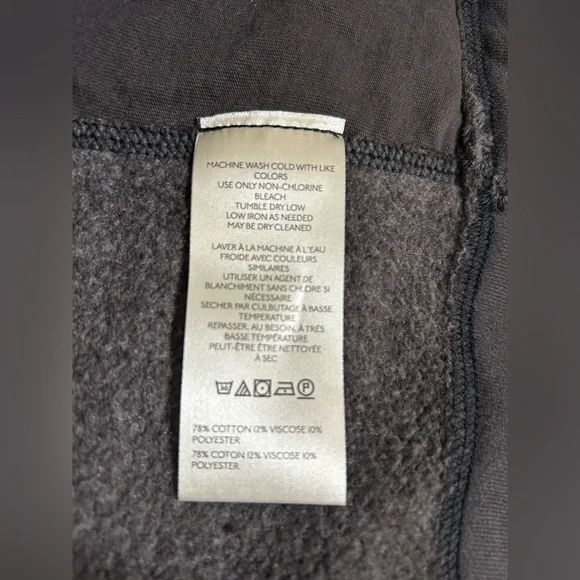 MACHINE WASH COLD WITH LIKE
COLORS
USE ONLY NON-CHLORINE
BLEACH
TUMBLE DRY LOW
LOW IRON AS NEEDED
MAY BE DRY CLEANED
LAVER À LA MACHINE À L'EAU
FROIDE AVEC COULEURS
SIMILAIRES
UTILISER UN AGENT DE
BLANCHIMENT SANS CHLORE SI
NÉCESSAIRE
SECHER PAR CULBUTAGE À BASSE
TEMPERATURE
REPASSER, AU BESOIN, À TRÈS
BASSE TEMPÉRATURE
PEUT-ÊTRE ÊTRE NETTOYÉE
À SEC
P
78% COTTON 12% VISCOSE 10%
POLYESTER
78% COTON 12% VISCOSE 10%
POLYESTER